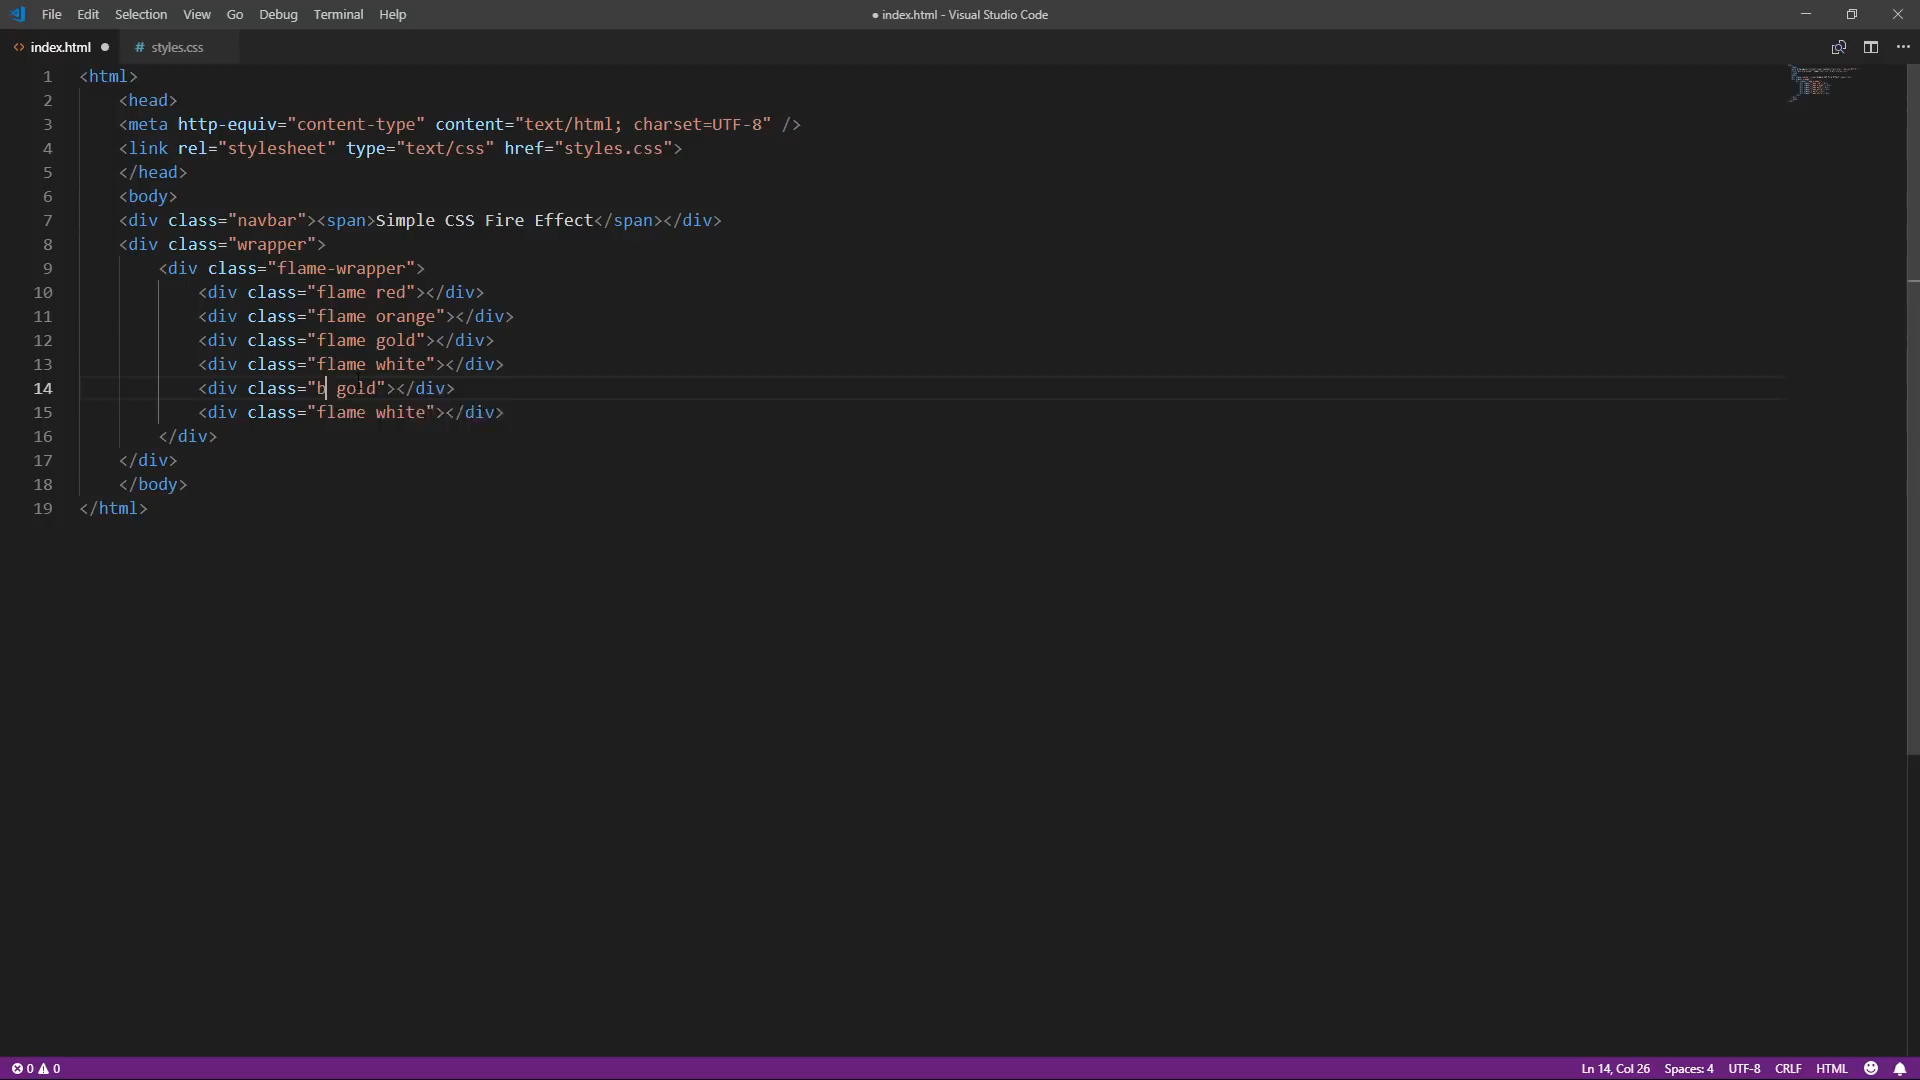 File Edit Selection View Go Debug Terminal Help
● index.html - Visual Studio Code
<> index.html ●
# styles.css
1 <html>
2 <head>
3 <meta http-equiv="content-type" content="text/html; charset=UTF-8" />
4 <link rel="stylesheet" type="text/css" href="styles.css">
5 </head>
6 <body>
7 <div class="navbar"><span>Simple CSS Fire Effect</span></div>
8 <div class="wrapper">
9 <div class="flame-wrapper">
10 <div class="flame red"></div>
11 <div class="flame orange"></div>
12 <div class="flame gold"></div>
13 <div class="flame white"></div>
14 <div class="b gold"></div>
15 <div class="flame white"></div>
16 </div>
17 </div>
18 </body>
19 </html>
0 0
Ln 14, Col 26 Spaces: 4 UTF-8 CRLF HTML